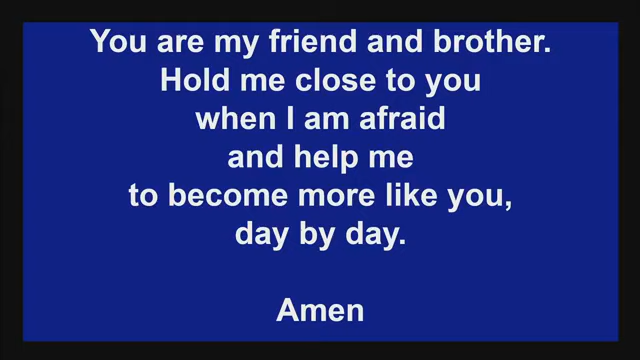 You are my friend and brother.
Hold me close to you
when I am afraid
and help me
to become more like you,
day by day.
Amen